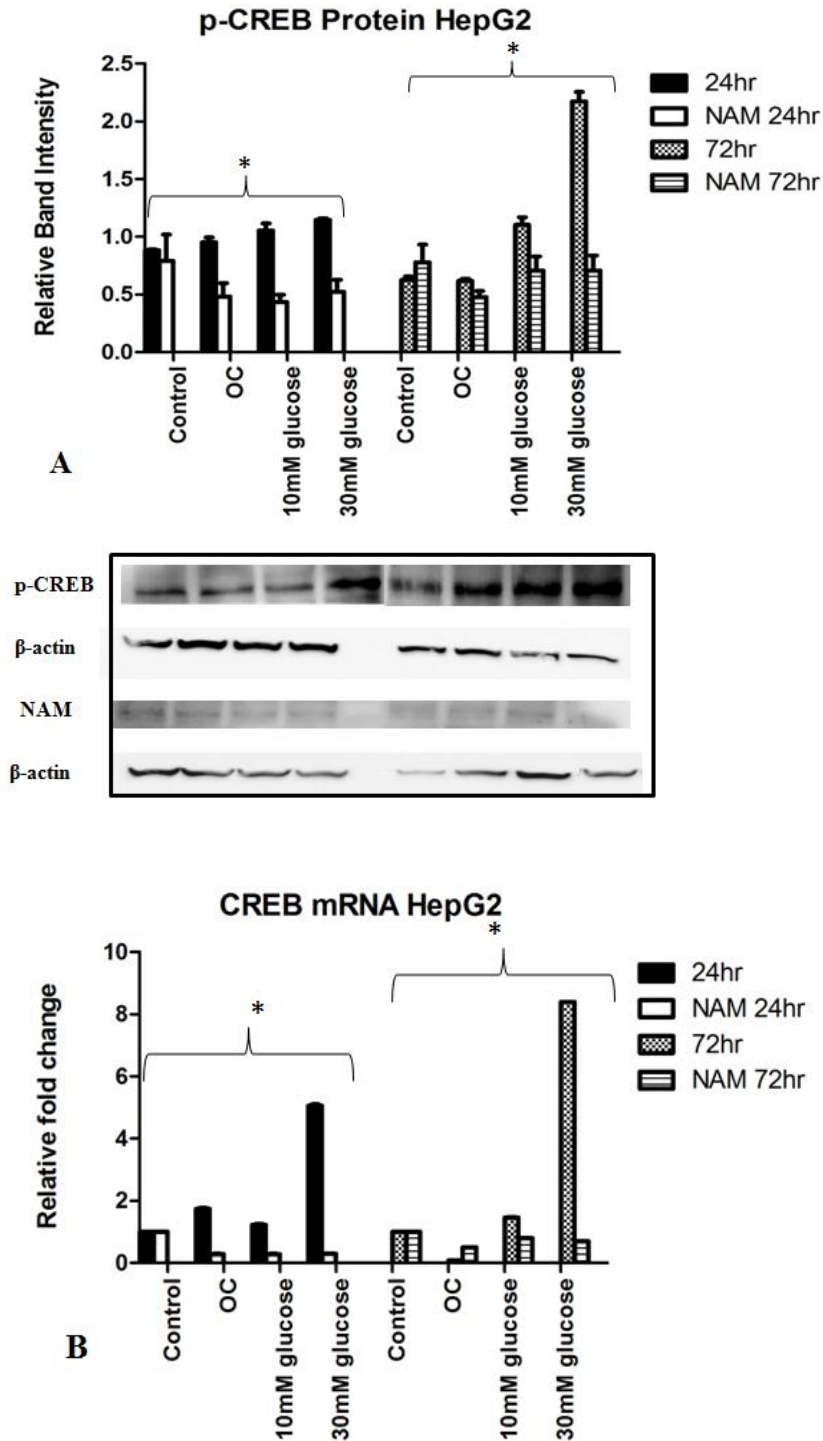 p-CREB Protein HepG2
*
*
2.5
2.0
1.5
1.0
0.5
0.0
Relative Band Intensity
24hr
NAM 24hr
72hr
NAM 72hr
Control
OC
10mM glucose
30mM glucose
Control
OC
10mM glucose
30mM glucose
A
p-CREB
β-actin
NAM
β-actin
CREB mRNA HepG2
*
*
10
8
6
4
2
0
Relative fold change
24hr
NAM 24hr
72hr
NAM 72hr
Control
OC
10mM glucose
30mM glucose
Control
OC
10mM glucose
30mM glucose
B